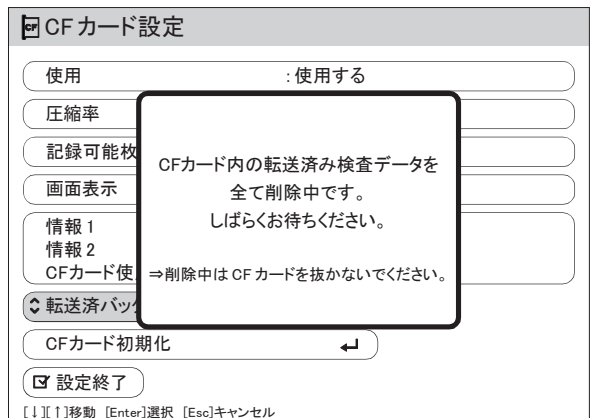 CFカード設定
使用 :使用する
圧縮率
記録可能枚
画面表示
情報1
情報2
CFカード使
転送済バッ
CFカード初期化
設定終了
[↓][↑]移動 [Enter]選択 [Esc]キャンセル
CFカード内の転送済み検査データを
全て削除中です。
しばらくお待ちください。
⇒削除中はCFカードを抜かないでください。